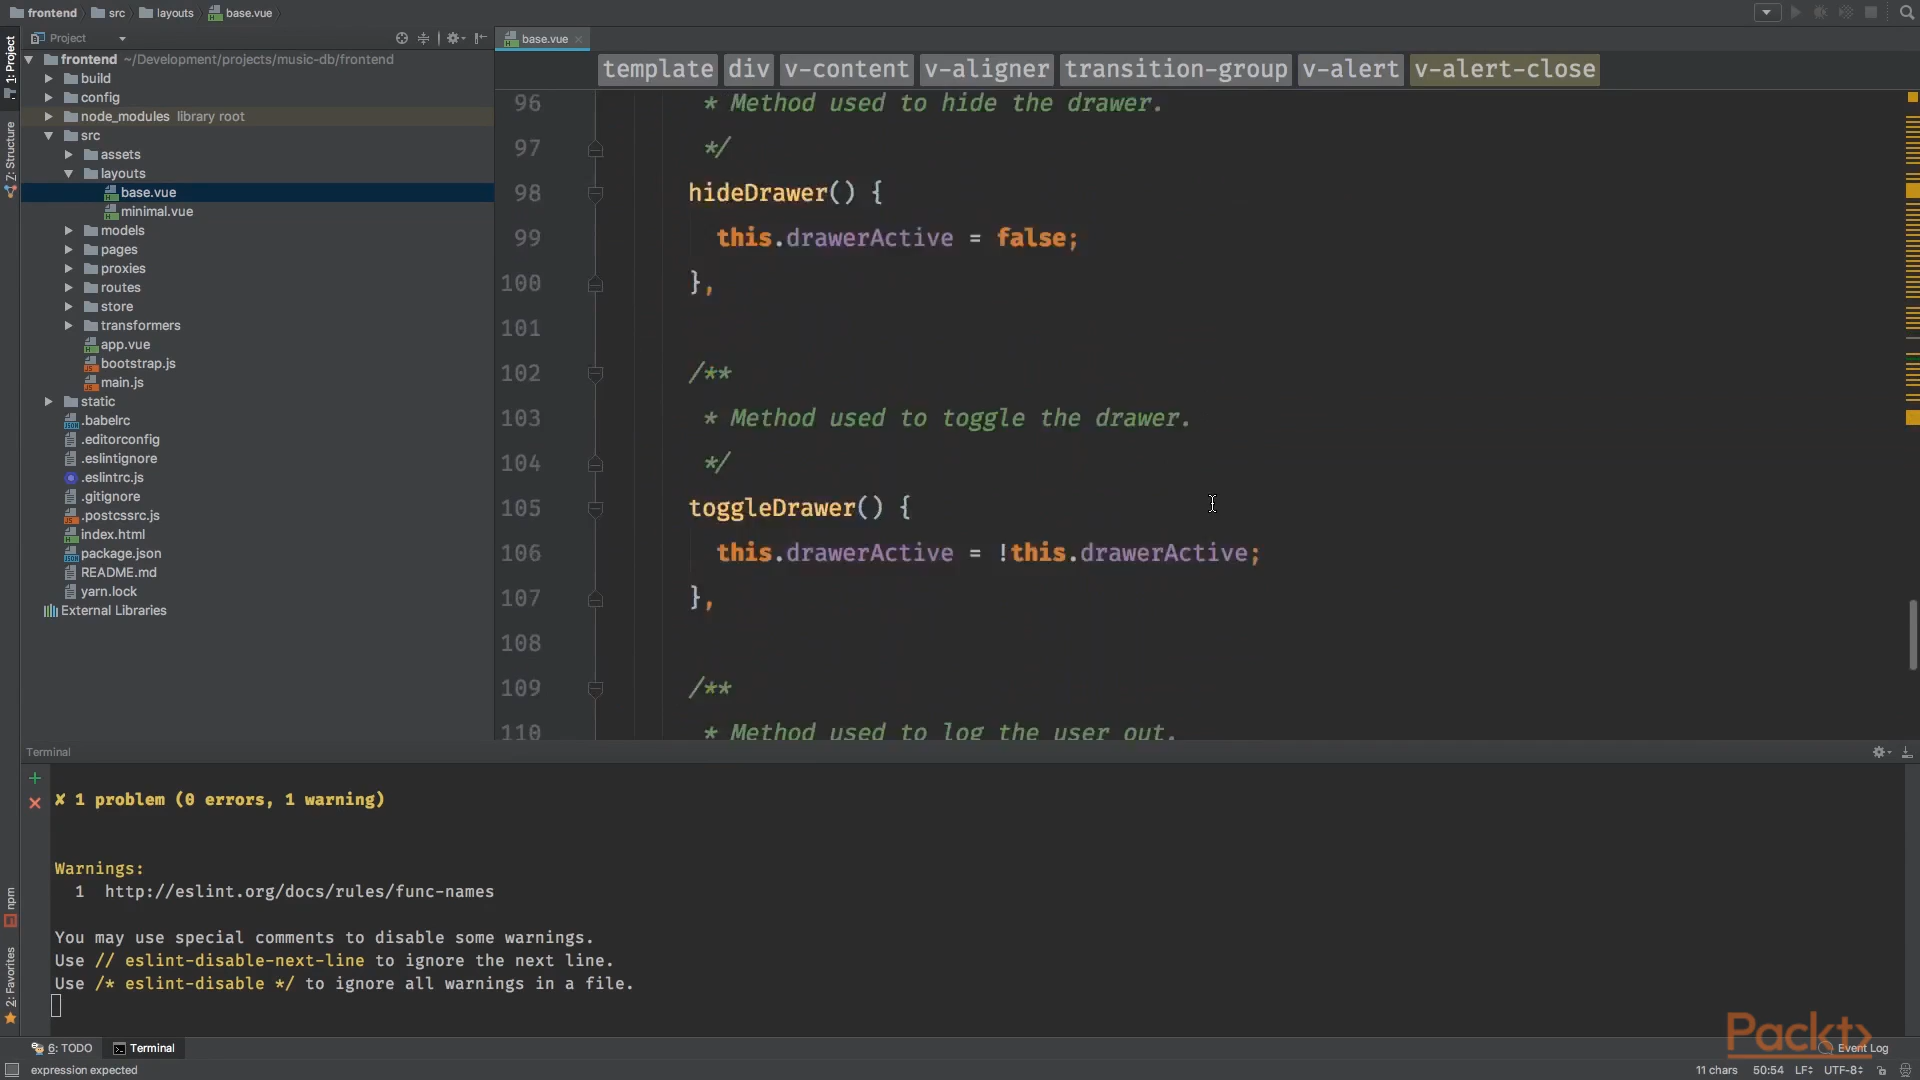 frontend src layouts base.vue
1: Project
Project
base.vue
frontend ~/Development/projects/music-db/frontend
build
config
node_modules library root
src
assets
layouts
base.vue
minimal.vue
models
pages
proxies
routes
store
transformers
app.vue
bootstrap.js
main.js
static
.babelrc
.editorconfig
.eslintignore
.eslintrc.js
.gitignore
.postcssrc.js
index.html
package.json
README.md
yarn.lock
External Libraries
Z: Structure
template div v-content v-aligner transition-group v-alert v-alert-close
96 * Method used to hide the drawer.
97 */
98 hideDrawer() {
99 this.drawerActive = false;
100 },
101
102 /**
103 * Method used to toggle the drawer.
104 */
105 toggleDrawer() {
106 this.drawerActive = !this.drawerActive;
107 },
108
109 /**
110 * Method used to log the user out.
Terminal
✘ 1 problem (0 errors, 1 warning)
Warnings:
1 http://eslint.org/docs/rules/func-names
You may use special comments to disable some warnings.
Use // eslint-disable-next-line to ignore the next line.
Use /* eslint-disable */ to ignore all warnings in a file.
npm
2: Favorites
6: TODO Terminal
Packt>
Event Log
expression expected
11 chars 50:54 LF÷ UTF-8÷